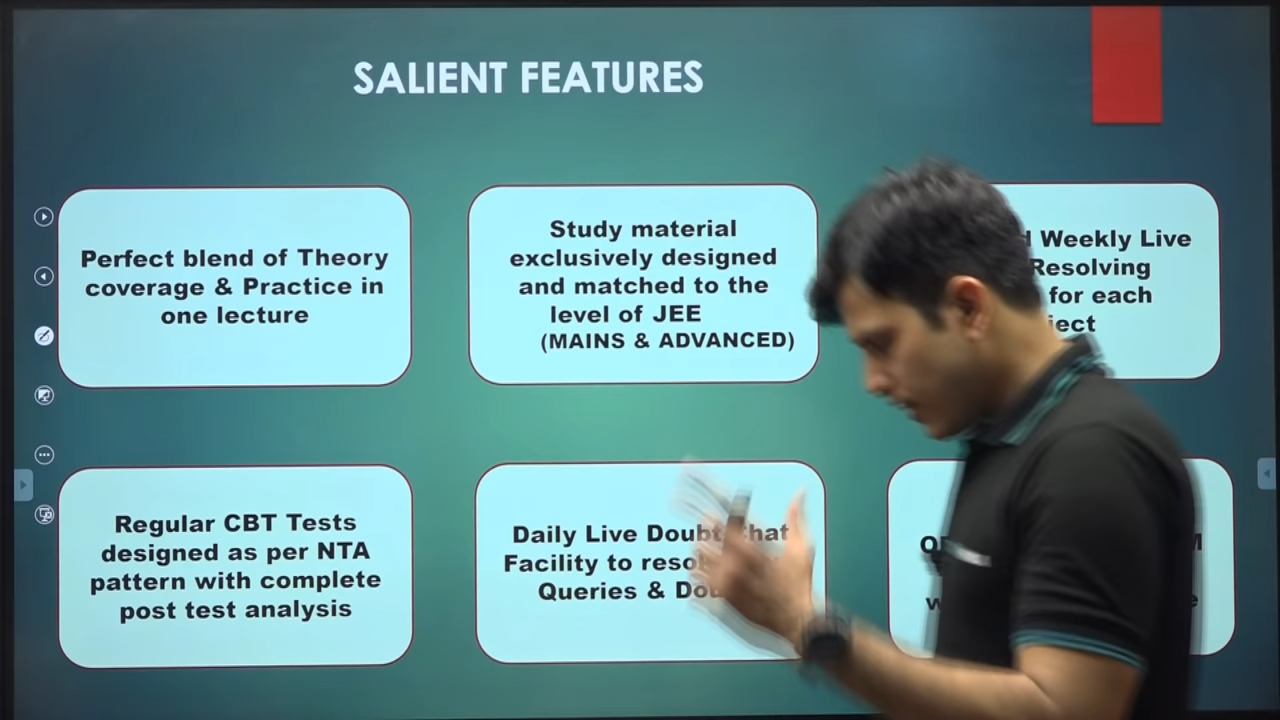 SALIENT FEATURES
Perfect blend of Theory
coverage & Practice in
one lecture
Study material
exclusively designed
and matched to the
level of JEE
(MAINS & ADVANCED)
Weekly Live
Resolving
for each
Regular CBT Tests
designed as per NTA
pattern with complete
post test analysis
Daily Live Doubt
Facility to
Queries &